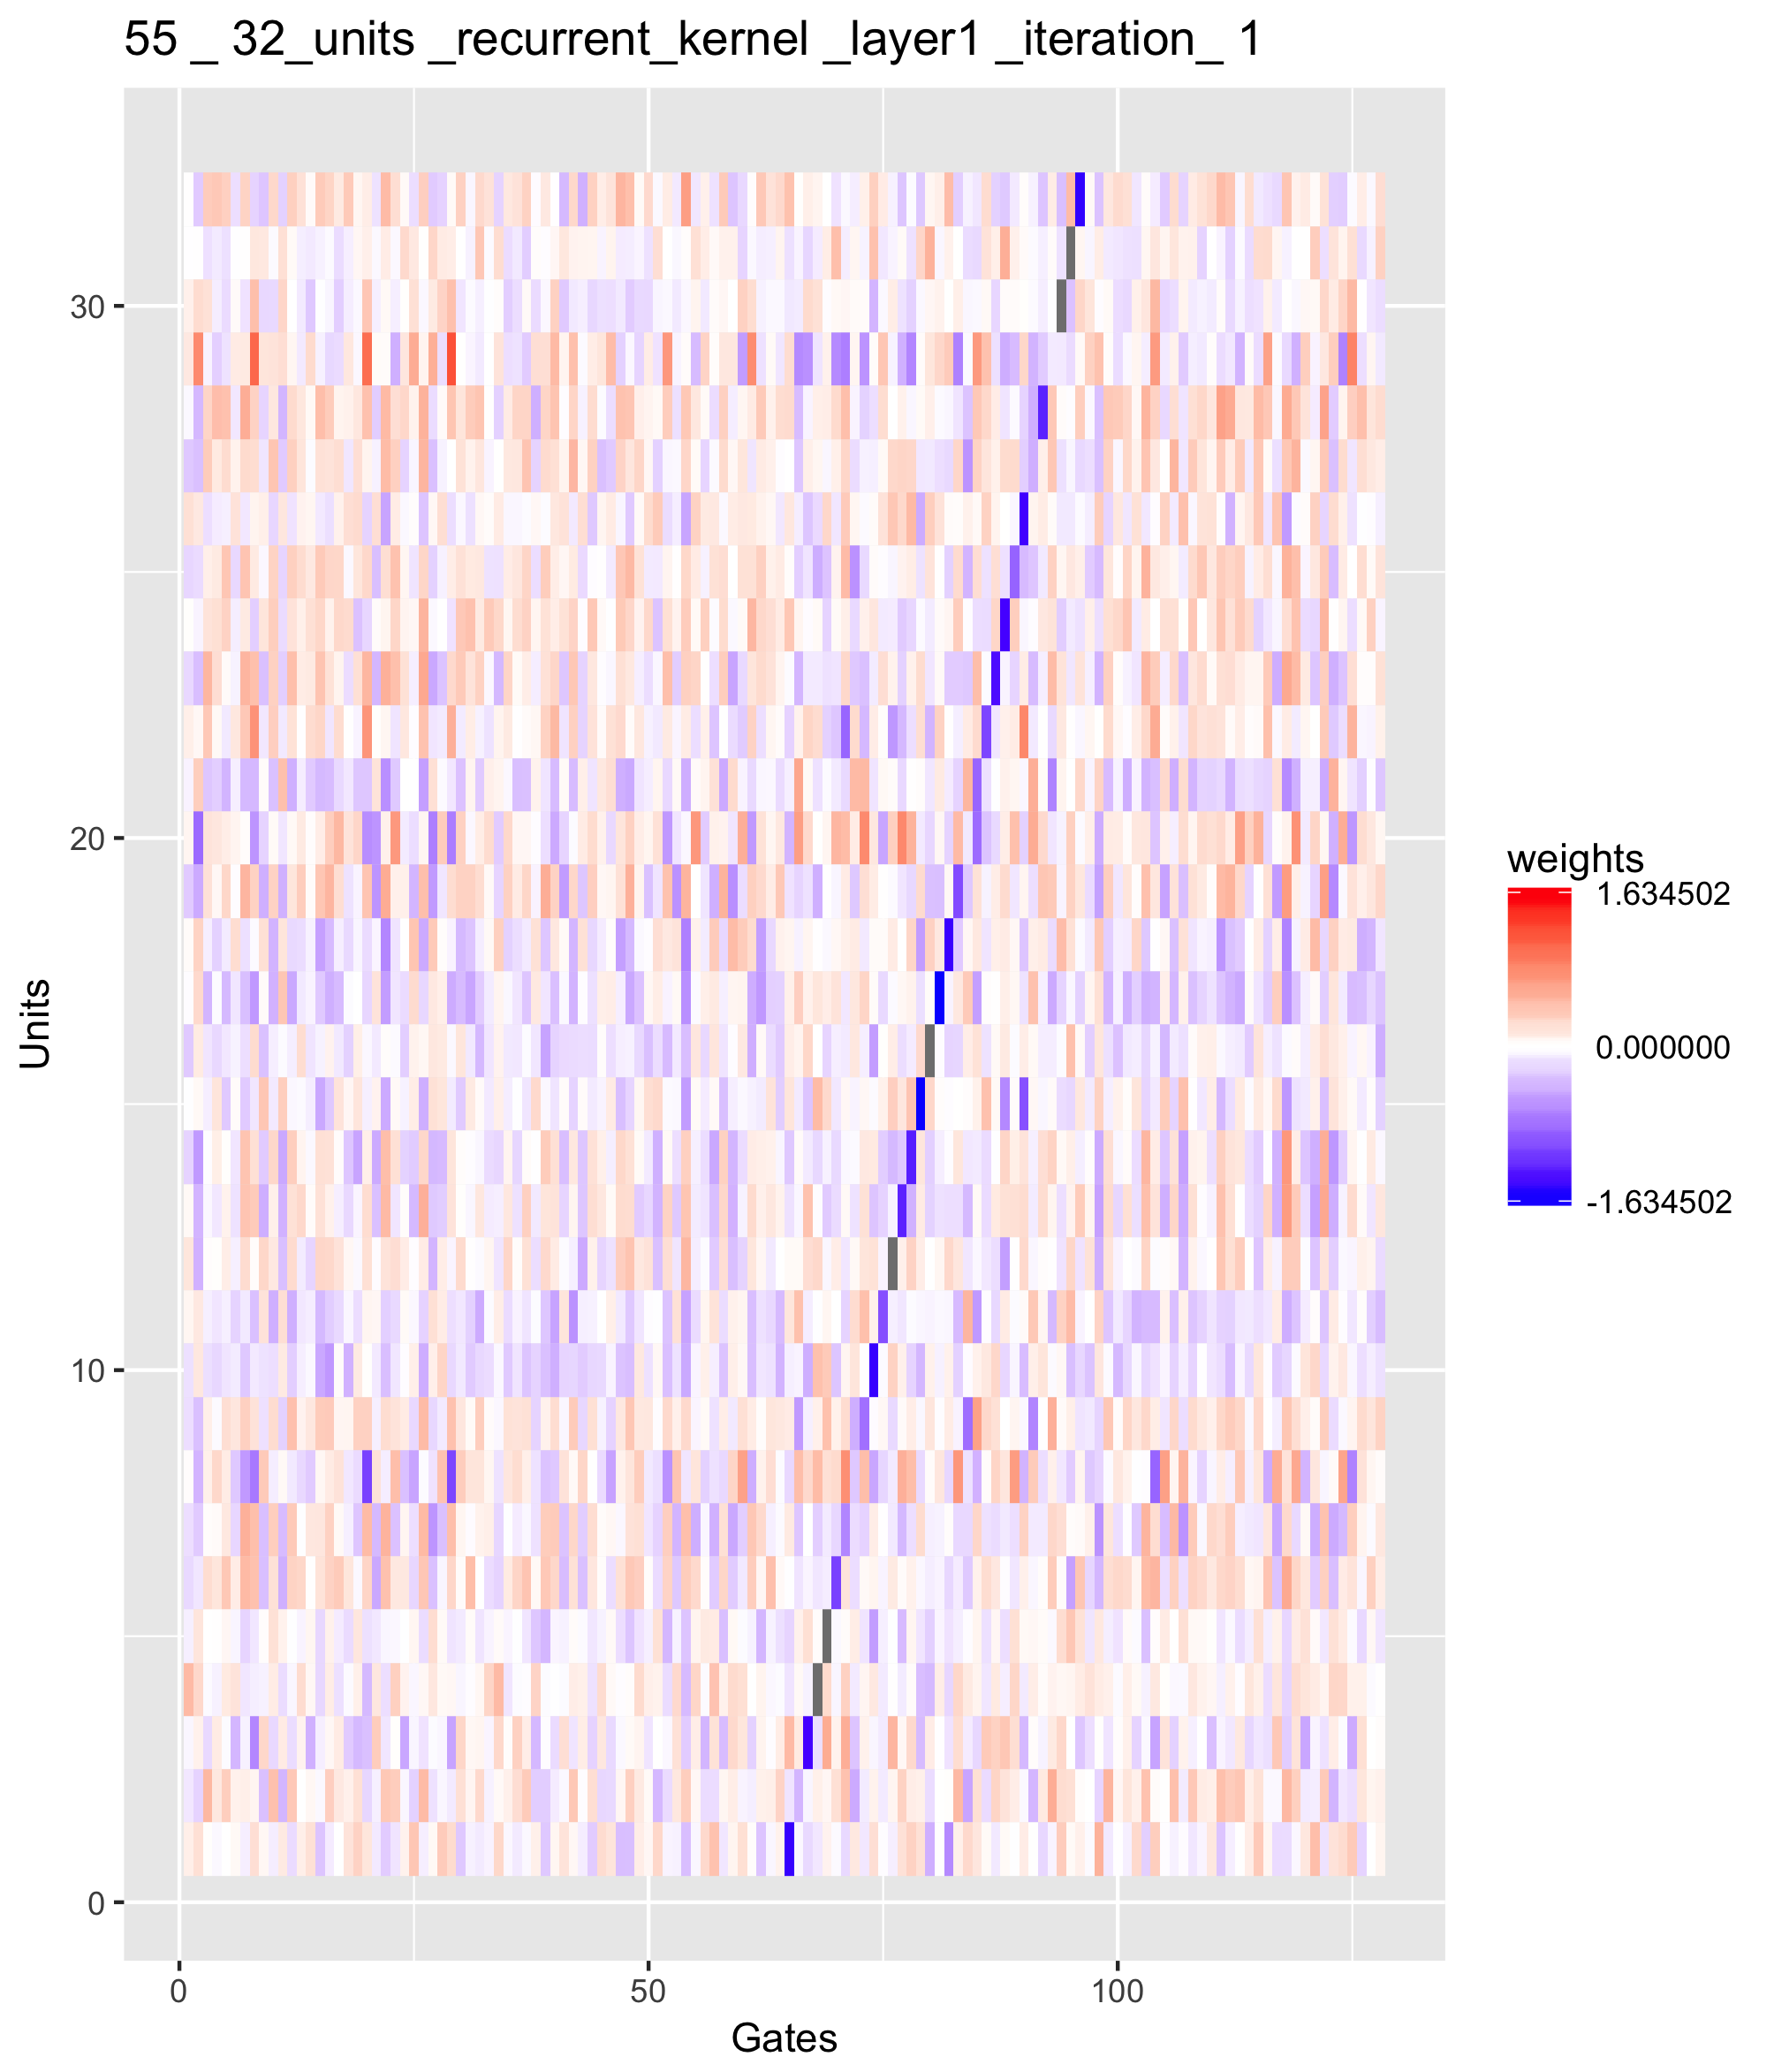 55 _ 32_units _recurrent_kernel _layer1 _iteration_ 1
Units
30
20
10
0
0 50 100
Gates
weights
1.634502
0.000000
-1.634502